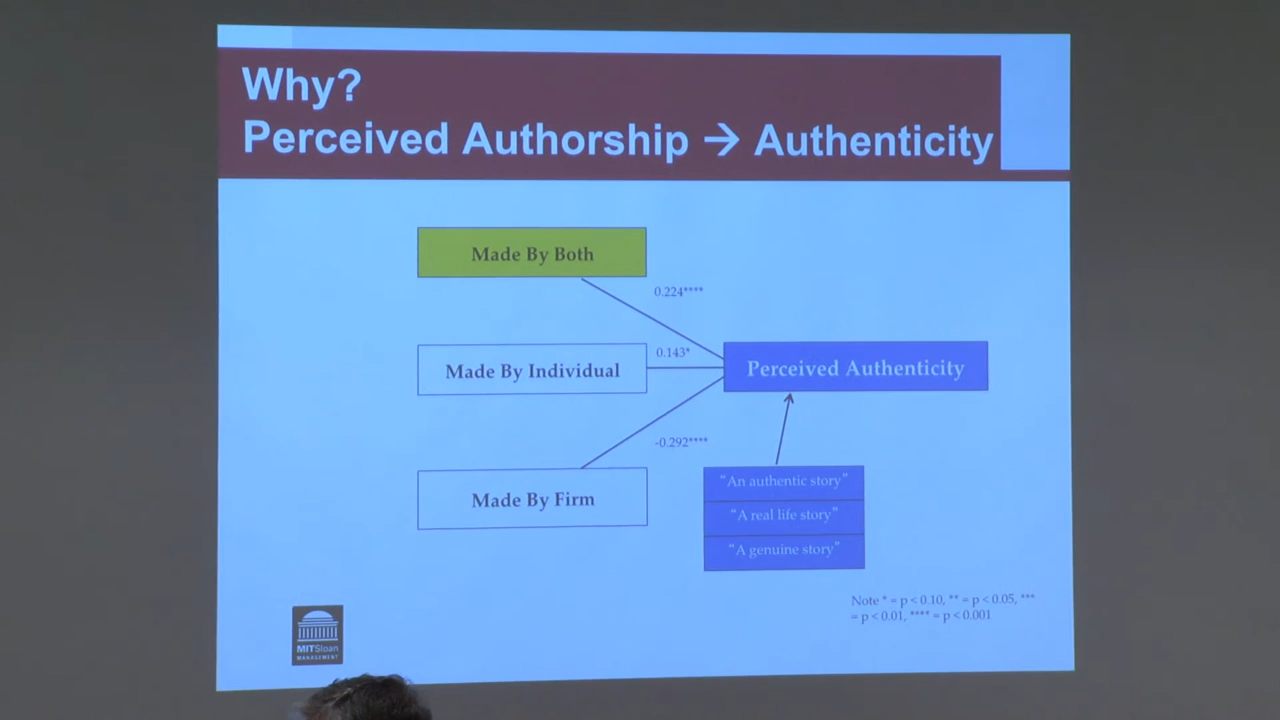 Why?
Perceived Authorship → Authenticity
Made By Both
0.224****
Made By Individual
0.143*
Perceived Authenticity
-0.292****
Made By Firm
“An authentic story”
“A real life story”
“A genuine story”
Note * = p < 0.10, ** = p < 0.05, ***
= p < 0.01, **** = p < 0.001
MITSloan
MANAGEMENT